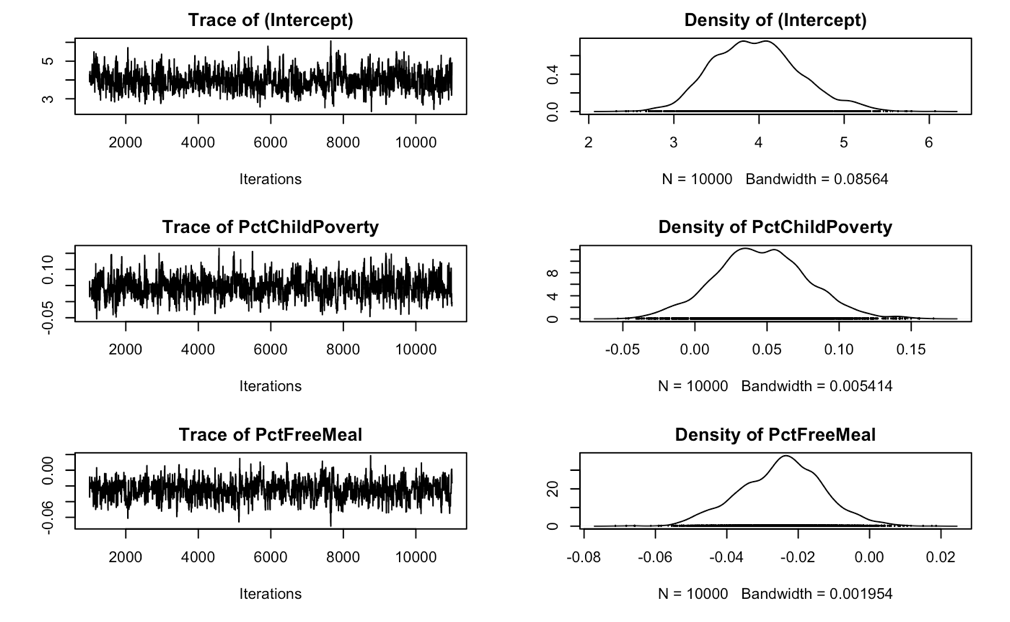 Trace of (Intercept)
Density of (Intercept)
3 5
0.0 0.4
2000 4000 6000 8000 10000
2 3 4 5 6
Iterations
N = 10000 Bandwidth = 0.08564
Trace of PctChildPoverty
Density of PctChildPoverty
-0.05 0.10
0 4 8
2000 4000 6000 8000 10000
-0.05 0.00 0.05 0.10 0.15
Iterations
N = 10000 Bandwidth = 0.005414
Trace of PctFreeMeal
Density of PctFreeMeal
-0.06 0.00
0 20
2000 4000 6000 8000 10000
-0.08 -0.06 -0.04 -0.02 0.00 0.02
Iterations
N = 10000 Bandwidth = 0.001954